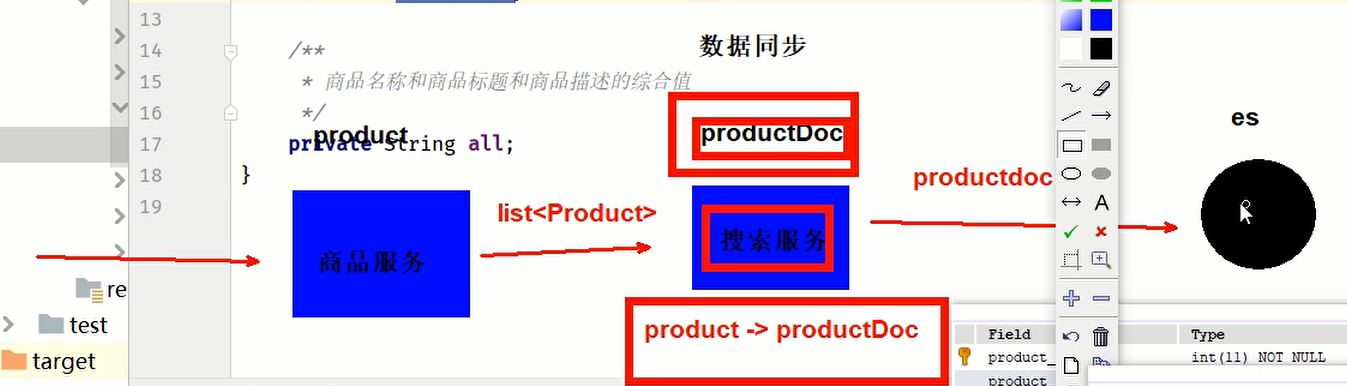 13
14
/**
数据同步
15
* 商品名称和商品标题和商品描述的综合值
16
*/
product
productDoc
es
17
private String all;
18
}
productdoc
19
list<Product>
商品服务
搜索服务
re
test
product -> productDoc
target
Field
Type
product_
int(11) NOT NULL
product
A